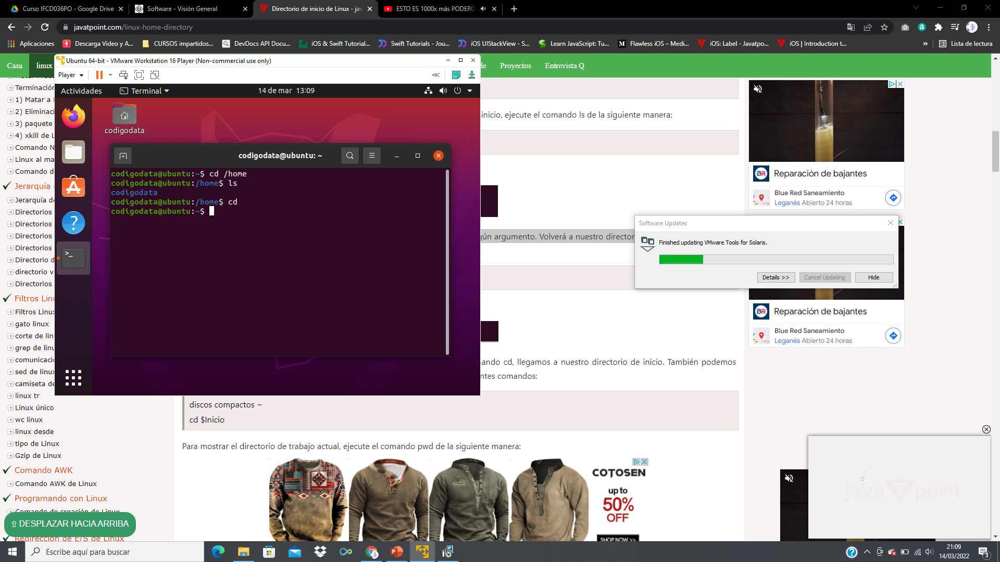 Curso IFCD036PO - Google Drive
Software - Visión General
Directorio de inicio de Linux - jav
ESTO ES 1000x más PODERO
javatpoint.com/linux-home-directory
Aplicaciones
Descarga Video y A...
CURSOS impartidos...
DevDocs API Docu...
iOS & Swift Tutorial...
Swift Tutorials - Jou...
iOS UIStackView - S...
Learn JavaScript: Tu...
Flawless iOS – Medi...
iOS: Label - Javatpo...
iOS | Introduction t...
»
Lista de lectura
Casa
linux
de
Proyectos
Entrevista Q
Ubuntu 64-bit - VMware Workstation 16 Player (Non-commercial use only)
Player
Actividades
Terminal
14 de mar 13:09
codigodata
codigodata@ubuntu: ~
codigodata@ubuntu:~$ cd /home
codigodata@ubuntu:/home$ ls
codigodata
codigodata@ubuntu:/home$ cd
codigodata@ubuntu:~$
Terminación
1) Matar a l
2) Eliminaci
3) paquete
4) xkill de L
Comando N
Linux al ma
Comando d
Jerarquía
Jerarquía de
Directorios
Directorios
Directorios
Directorios
Directorio d
directorio va
Directorios
Filtros Linu
Filtros Linux
gato linux
corte de linu
grep de linu
comunicacio
sed de linux
camiseta de
linux tr
Linux único
wc linux
linux desde
tipo de Linux
Gzip de Linux
Comando AWK
Comando AWK de Linux
Programando con Linux
Comando de creación de Linux
⇧ DESPLAZAR HACIA ARRIBA
Redirección de E/S de Linux
inicio, ejecute el comando ls de la siguiente manera:
gún argumento. Volverá a nuestro director
ando cd, llegamos a nuestro directorio de inicio. También podemos
ntes comandos:
discos compactos ~
cd $Inicio
Para mostrar el directorio de trabajo actual, ejecute el comando pwd de la siguiente manera:
COTOSEN
up to
50%
OFF
SHOP NOW>>
BR
Reparación de bajantes
Blue Red Saneamiento
Leganés Abierto 24 horas
Software Updates
Finished updating VMware Tools for Solaris.
Details >>
Cancel Updating
Hide
BR
Reparación de bajantes
Blue Red Saneamiento
Leganés Abierto 24 horas
java T point
Escribe aquí para buscar
21:09
14/03/2022
3